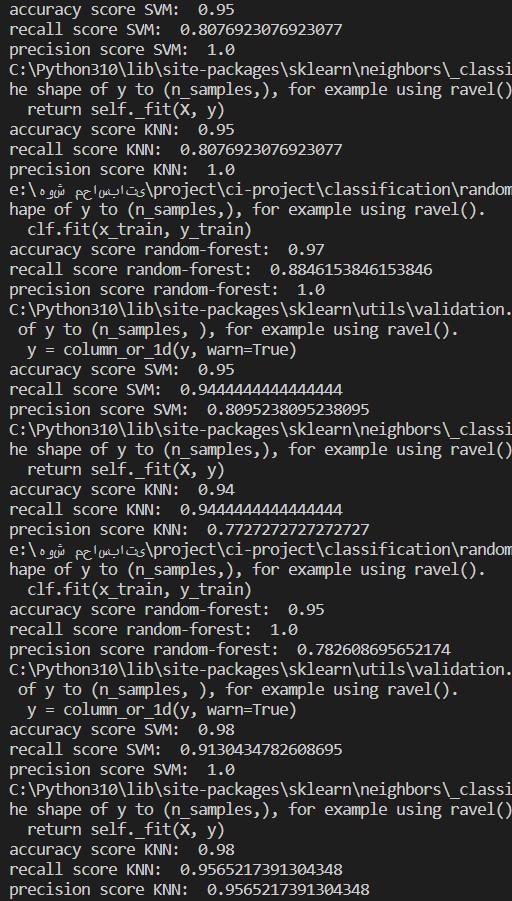 accuracy score SVM:  0.95
recall score SVM:  0.8076923076923077
precision score SVM:  1.0
C:\Python310\lib\site-packages\sklearn\neighbors\_classi
he shape of y to (n_samples,), for example using ravel()
  return self._fit(X, y)
accuracy score KNN:  0.95
recall score KNN:  0.8076923076923077
precision score KNN:  1.0
e:\هوش محاسباتی\project\ci-project\classification\random
hape of y to (n_samples,), for example using ravel().
  clf.fit(x_train, y_train)
accuracy score random-forest:  0.97
recall score random-forest:  0.8846153846153846
precision score random-forest:  1.0
C:\Python310\lib\site-packages\sklearn\utils\validation.
 of y to (n_samples, ), for example using ravel().
  y = column_or_1d(y, warn=True)
accuracy score SVM:  0.95
recall score SVM:  0.9444444444444444
precision score SVM:  0.8095238095238095
C:\Python310\lib\site-packages\sklearn\neighbors\_classi
he shape of y to (n_samples,), for example using ravel()
  return self._fit(X, y)
accuracy score KNN:  0.94
recall score KNN:  0.9444444444444444
precision score KNN:  0.7727272727272727
e:\هوش محاسباتی\project\ci-project\classification\random
hape of y to (n_samples,), for example using ravel().
  clf.fit(x_train, y_train)
accuracy score random-forest:  0.95
recall score random-forest:  1.0
precision score random-forest:  0.782608695652174
C:\Python310\lib\site-packages\sklearn\utils\validation.
 of y to (n_samples, ), for example using ravel().
  y = column_or_1d(y, warn=True)
accuracy score SVM:  0.98
recall score SVM:  0.9130434782608695
precision score SVM:  1.0
C:\Python310\lib\site-packages\sklearn\neighbors\_classi
he shape of y to (n_samples,), for example using ravel()
  return self._fit(X, y)
accuracy score KNN:  0.98
recall score KNN:  0.9565217391304348
precision score KNN:  0.9565217391304348